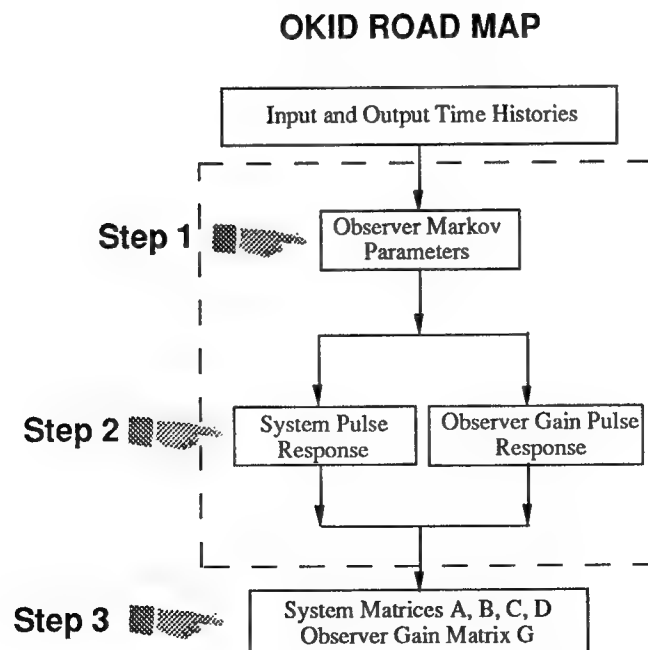 OKID ROAD MAP
Input and Output Time Histories
Step 1
Observer Markov
Parameters
Step 2
System Pulse
Response
Observer Gain Pulse
Response
Step 3
System Matrices A, B, C, D
Observer Gain Matrix G